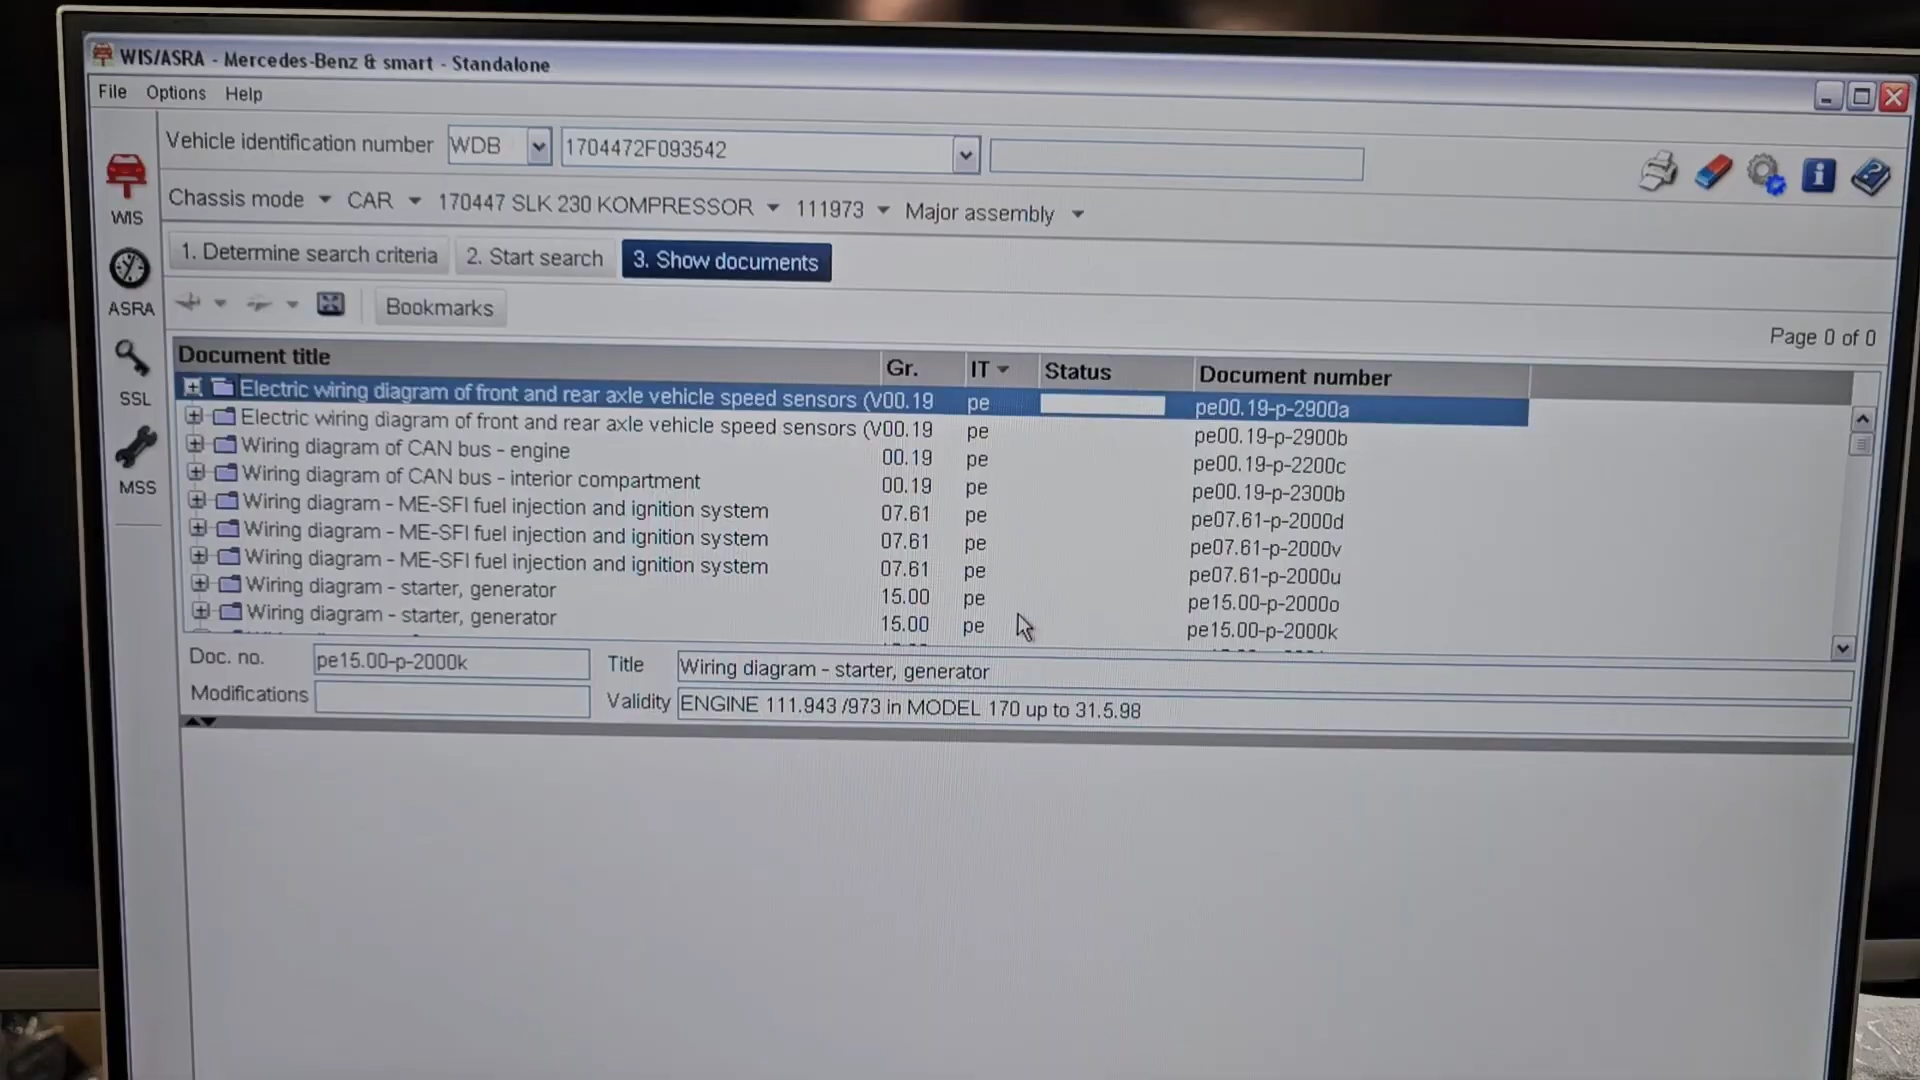 WIS/ASRA - Mercedes-Benz & smart - Standalone
File Options Help
Vehicle identification number WDB 1704472F093542
WIS
Chassis mode CAR 170447 SLK 230 KOMPRESSOR 111973 Major assembly
1. Determine search criteria 2. Start search 3. Show documents
ASRA
Bookmarks
Page 0 of 0
Document title Gr. IT Status Document number
Electric wiring diagram of front and rear axle vehicle speed sensors (V00.19 pe pe00.19-p-2900a
Electric wiring diagram of front and rear axle vehicle speed sensors (V00.19 pe pe00.19-p-2900b
SSL
Wiring diagram of CAN bus - engine 00.19 pe pe00.19-p-2200c
Wiring diagram of CAN bus - interior compartment 00.19 pe pe00.19-p-2300b
MSS
Wiring diagram - ME-SFI fuel injection and ignition system 07.61 pe pe07.61-p-2000d
Wiring diagram - ME-SFI fuel injection and ignition system 07.61 pe pe07.61-p-2000v
Wiring diagram - ME-SFI fuel injection and ignition system 07.61 pe pe07.61-p-2000u
Wiring diagram - starter, generator 15.00 pe pe15.00-p-2000o
Wiring diagram - starter, generator 15.00 pe pe15.00-p-2000k
Doc. no. pe15.00-p-2000k Title Wiring diagram - starter, generator
Modifications Validity ENGINE 111.943 /973 in MODEL 170 up to 31.5.98